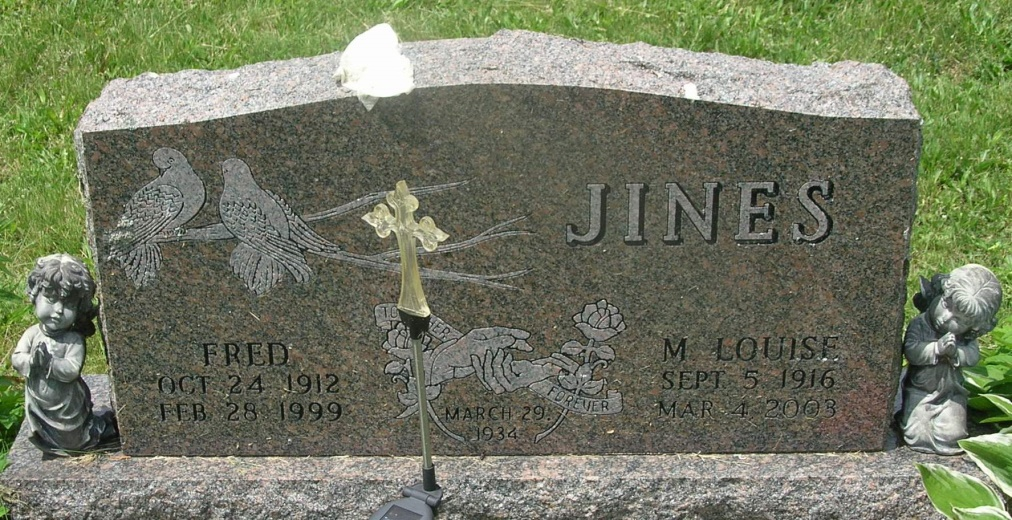 JINES
FRED
OCT 24 1912
FEB 28 1999
MARCH 29,
1934
FOREVER
M LOUISE
SEPT 5 1916
MAR 4 2003